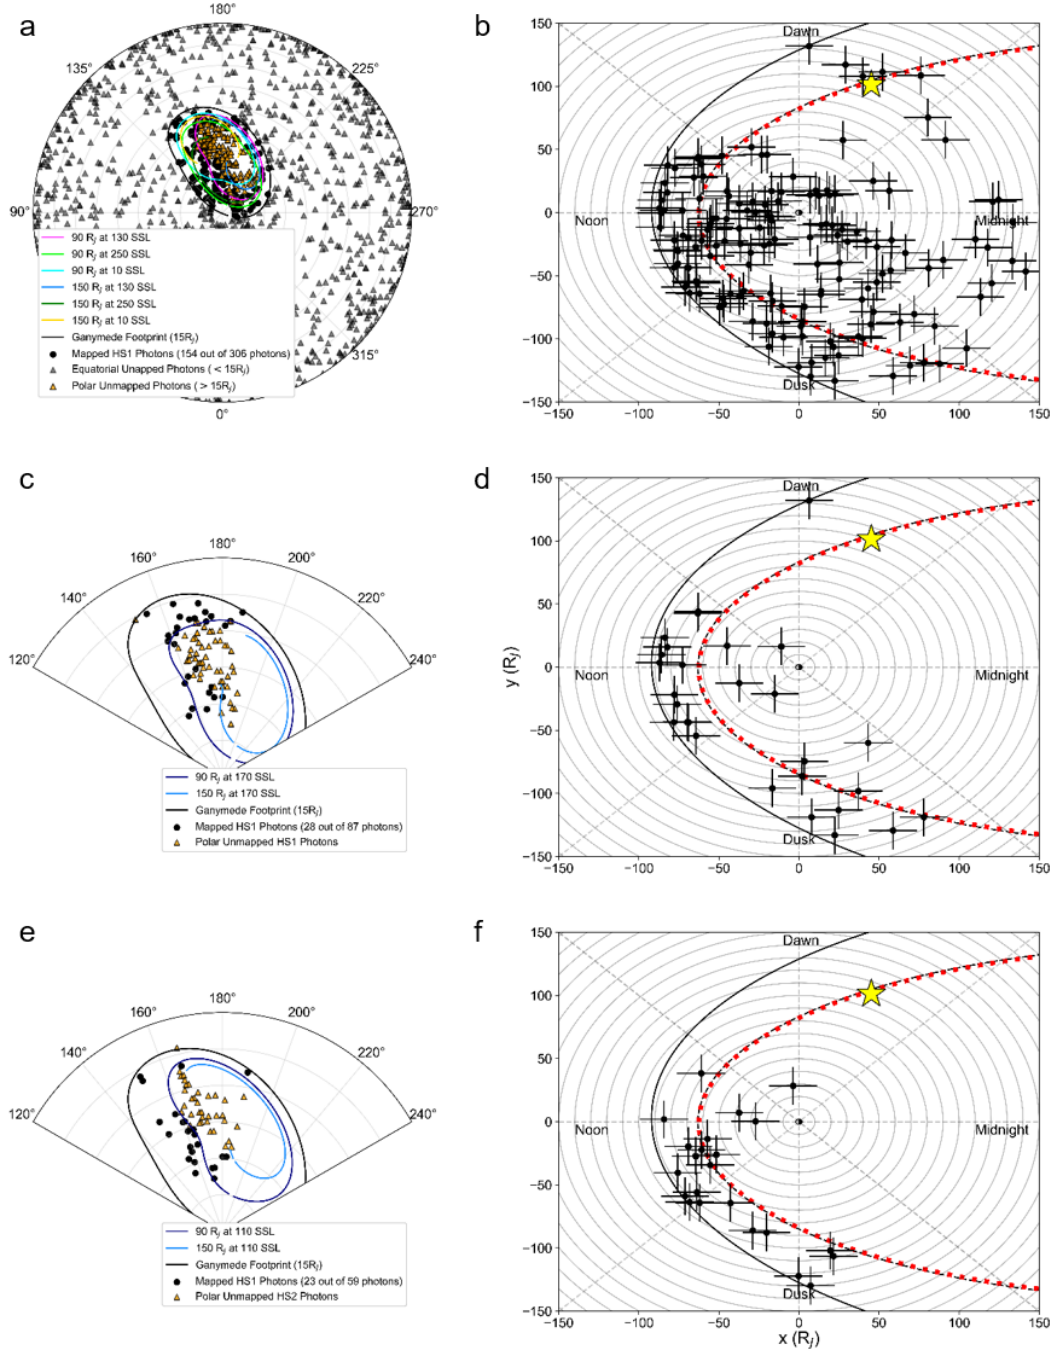 a
180°
135°
225°
90°
270°
315°
0°
90 RJ at 130 SSL
90 RJ at 250 SSL
90 RJ at 10 SSL
150 RJ at 130 SSL
150 RJ at 250 SSL
150 RJ at 10 SSL
Ganymede Footprint (15RJ)
Mapped HS1 Photons (154 out of 306 photons)
Equatorial Unapped Photons ( < 15RJ)
Polar Unmapped Photons ( > 15RJ)
b
150
100
50
0
−50
−100
−150
Dawn
Noon
Midnight
Dusk
−150 −100 −50 0 50 100 150
c
180°
160°
200°
140°
220°
120°
240°
90 RJ at 170 SSL
150 RJ at 170 SSL
Ganymede Footprint (15RJ)
Mapped HS1 Photons (28 out of 87 photons)
Polar Unmapped HS1 Photons
d
y (RJ)
150
100
50
0
−50
−100
−150
Dawn
Noon
Midnight
Dusk
−150 −100 −50 0 50 100 150
e
180°
160°
200°
140°
220°
120°
240°
90 RJ at 110 SSL
150 RJ at 110 SSL
Ganymede Footprint (15RJ)
Mapped HS1 Photons (23 out of 59 photons)
Polar Unmapped HS2 Photons
f
150
100
50
0
−50
−100
−150
Dawn
Noon
Midnight
Dusk
−150 −100 −50 0 50 100 150
x (RJ)